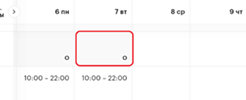 ы > 6 пн 7 вт 8 ср 9 чт
0 0
10:00 - 22:00 10:00 - 22:00